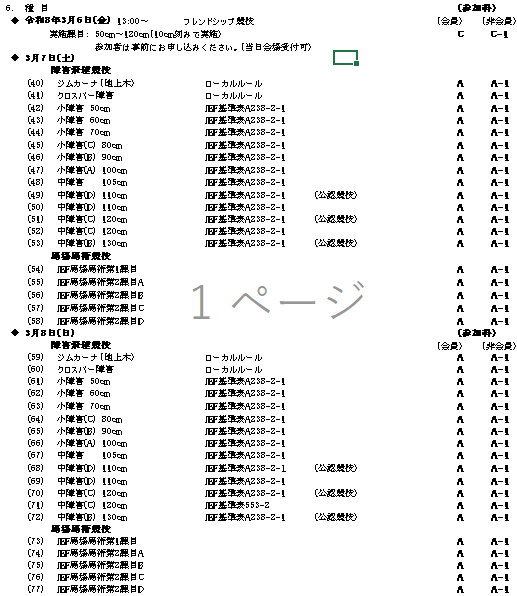 6. 種 目 (参加料)
◆ 令和8年3月6日(金) 13:00～ フレンドシップ競技 (会員) (非会員)
実施種目: 50cm～120cm(10cm刻みで実施) C C-1
参加者は事前にお申し込みください。(当日会場受付可)
◆ 3月7日(土)
障害飛越競技
(40) ジムカーナ(地上木) ローカルルール A A-1
(41) クロスバー障害 ローカルルール A A-1
(42) 小障害 50cm JEF基準表A238-2-1 A A-1
(43) 小障害 60cm JEF基準表A238-2-1 A A-1
(44) 小障害 70cm JEF基準表A238-2-1 A A-1
(45) 小障害(C) 80cm JEF基準表A238-2-1 A A-1
(46) 小障害(B) 90cm JEF基準表A238-2-1 A A-1
(47) 小障害(A) 100cm JEF基準表A238-2-1 A A-1
(48) 中障害 105cm JEF基準表A238-2-1 A A-1
(49) 中障害(D) 110cm JEF基準表A238-2-1 (公認競技) A A-1
(50) 中障害(D) 110cm JEF基準表A238-2-1 A A-1
(51) 中障害(C) 120cm JEF基準表A238-2-1 (公認競技) A A-1
(52) 中障害(C) 120cm JEF基準表A238-2-1 A A-1
(53) 中障害(B) 130cm JEF基準表A238-2-1 (公認競技) A A-1
馬場馬術競技
(54) JEF馬場馬術第1課目 A A-1
(55) JEF馬場馬術第2課目A A A-1
(56) JEF馬場馬術第2課目B A A-1
(57) JEF馬場馬術第2課目C A A-1
(58) JEF馬場馬術第2課目D A A-1
1 ページ
◆ 3月8日(日) (参加料)
障害飛越競技 (会員) (非会員)
(59) ジムカーナ(地上木) ローカルルール A A-1
(60) クロスバー障害 ローカルルール A A-1
(61) 小障害 50cm JEF基準表A238-2-1 A A-1
(62) 小障害 60cm JEF基準表A238-2-1 A A-1
(63) 小障害 70cm JEF基準表A238-2-1 A A-1
(64) 小障害(C) 80cm JEF基準表A238-2-1 A A-1
(65) 小障害(B) 90cm JEF基準表A238-2-1 A A-1
(66) 小障害(A) 100cm JEF基準表A238-2-1 A A-1
(67) 中障害 105cm JEF基準表A238-2-1 A A-1
(68) 中障害(D) 110cm JEF基準表A238-2-1 (公認競技) A A-1
(69) 中障害(D) 110cm JEF基準表A238-2-1 A A-1
(70) 中障害(C) 120cm JEF基準表A238-2-1 (公認競技) A A-1
(71) 中障害(C) 120cm JEF基準表553-2 A A-1
(72) 中障害(B) 130cm JEF基準表A238-2-1 (公認競技) A A-1
馬場馬術競技
(73) JEF馬場馬術第1課目 A A-1
(74) JEF馬場馬術第2課目A A A-1
(75) JEF馬場馬術第2課目B A A-1
(76) JEF馬場馬術第2課目C A A-1
(77) JEF馬場馬術第2課目D A A-1